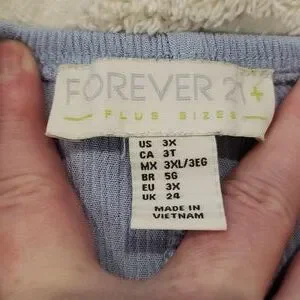 FOREVER 21 +
PLUS SIZES
US 3X
CA 3T
MX 3XL/3EG
BR 5G
EU 3X
UK 24
MADE IN
VIETNAM